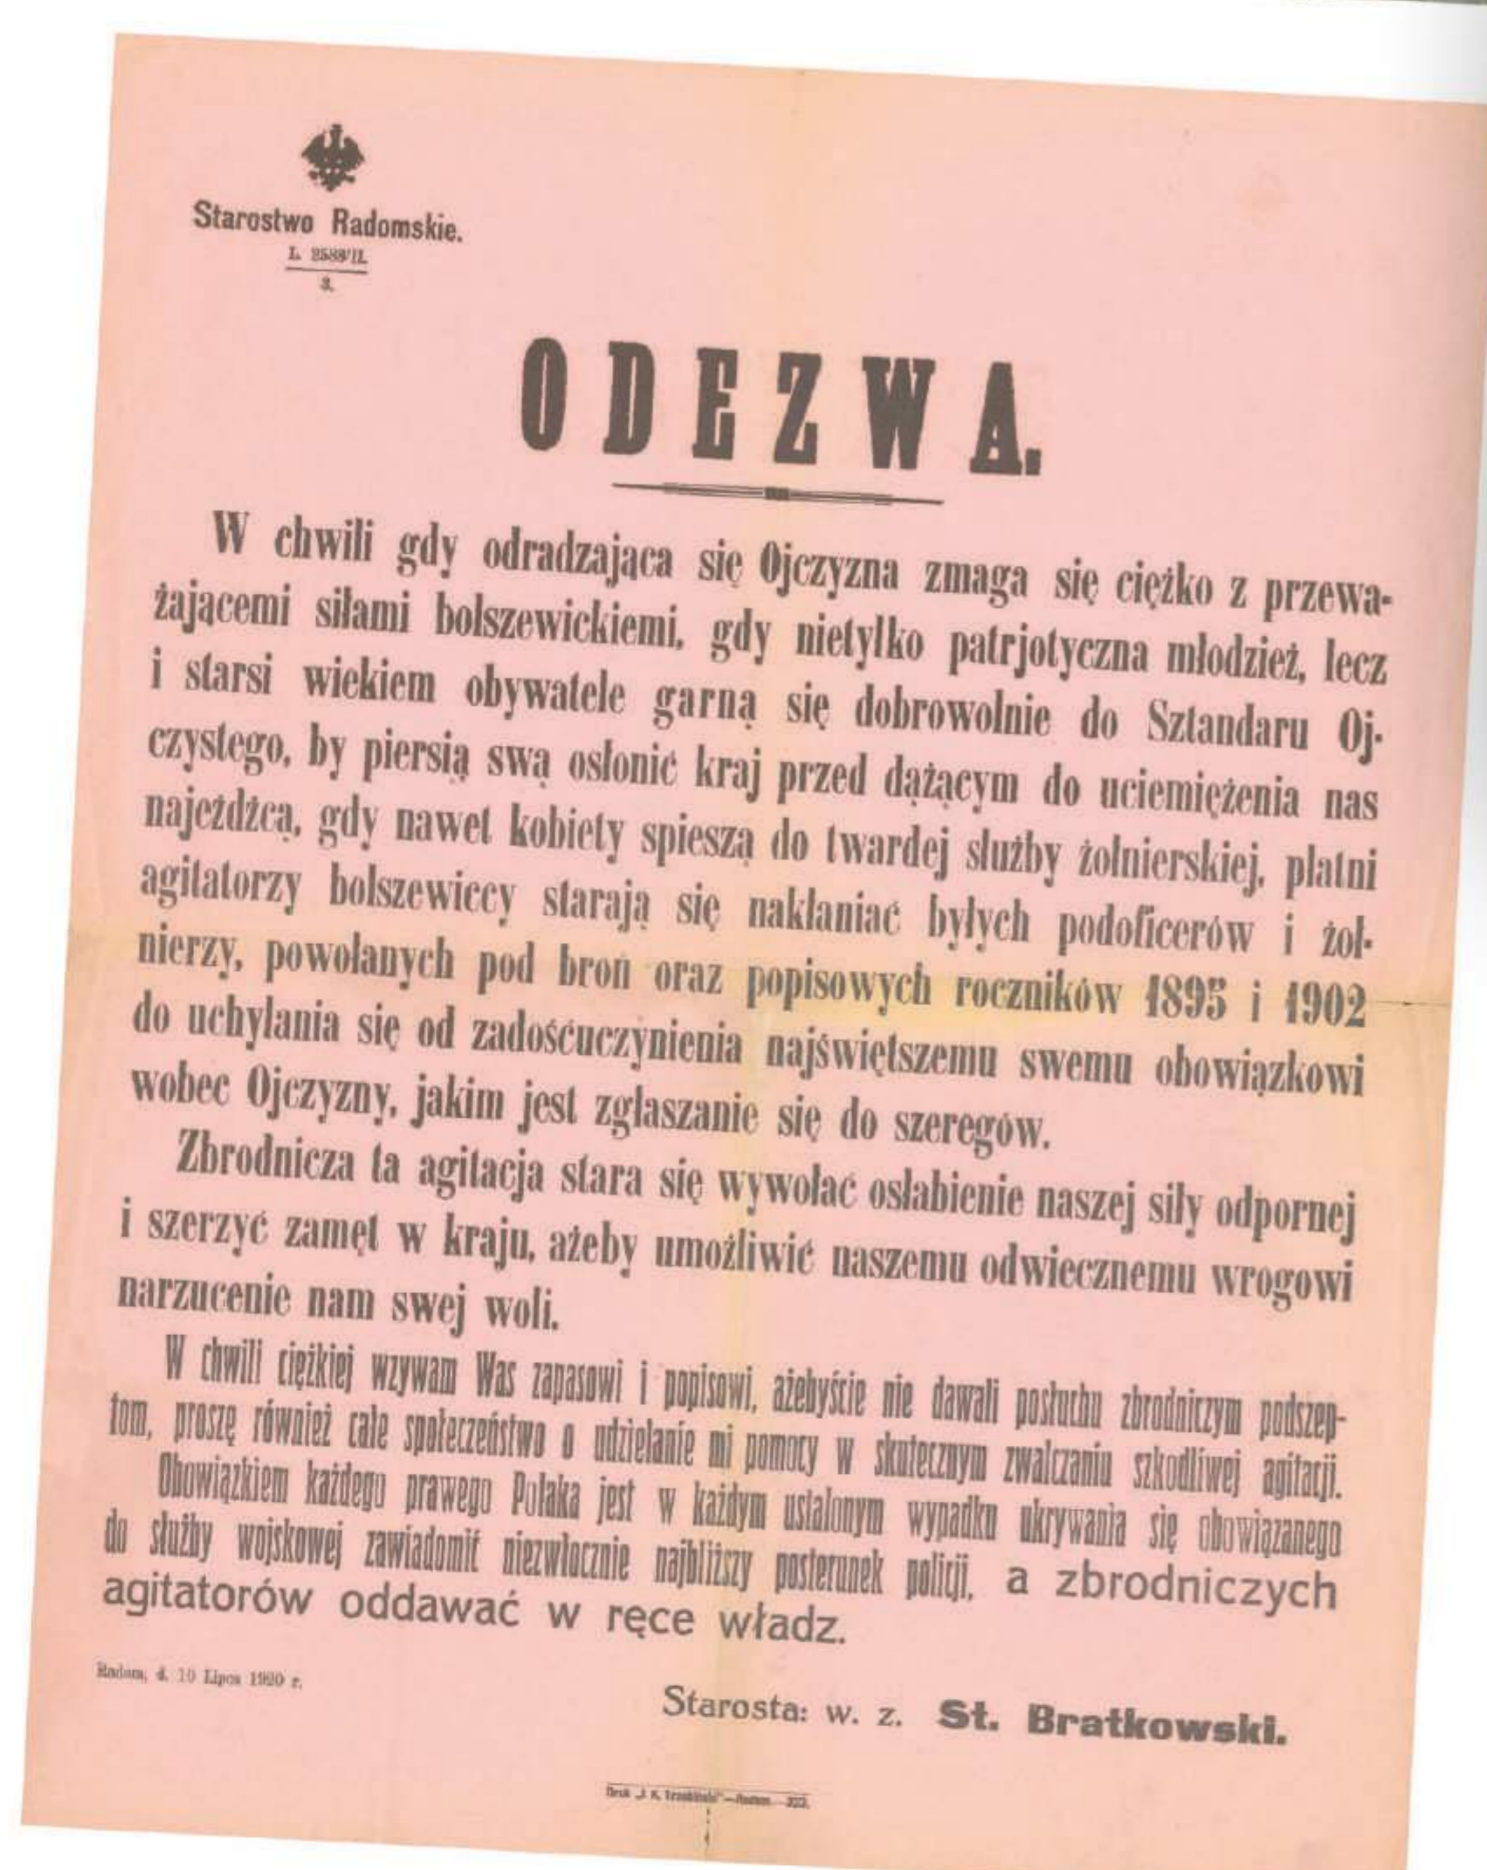 Starostwo Radomskie.
L. 2588/II.
3.
ODEZWA.
W chwili gdy odradzająca się Ojczyzna zmaga się ciężko z przewa-
żającemi siłami bolszewickiemi, gdy nietylko patrjotyczna młodzież, lecz
i starsi wiekiem obywatele garną się dobrowolnie do Sztandaru Oj-
czystego, by piersią swą osłonić kraj przed dążącym do uciemiężenia nas
najeźdźcą, gdy nawet kobiety spieszą do twardej służby żołnierskiej, płatni
agitatorzy bolszewiccy starają się nakłaniać byłych podoficerów i żoł-
nierzy, powołanych pod broń oraz popisowych roczników 1895 i 1902
do uchylania się od zadośćuczynienia najświętszemu swemu obowiązkowi
wobec Ojczyzny, jakim jest zgłaszanie się do szeregów.
Zbrodnicza ta agitacja stara się wywołać osłabienie naszej siły odpornej
i szerzyć zamęt w kraju, ażeby umożliwić naszemu odwiecznemu wrogowi
narzucenie nam swej woli.
W chwili ciężkiej wzywam Was zapasowi i popisowi, ażebyście nie dawali posłuchu zbrodniczym podszep-
tom, proszę również całe społeczeństwo o udzielanie mi pomocy w skutecznym zwalczaniu szkodliwej agitacji.
Obowiązkiem każdego prawego Polaka jest w każdym ustalonym wypadku ukrywania się obowiązanego
do służby wojskowej zawiadomić niezwłocznie najbliższy posterunek policji, a zbrodniczych
agitatorów oddawać w ręce władz.
Radom, d. 10 Lipca 1920 r.
Starosta: w. z. St. Bratkowski.
Druk „J. K. Trzebiński"—Radom